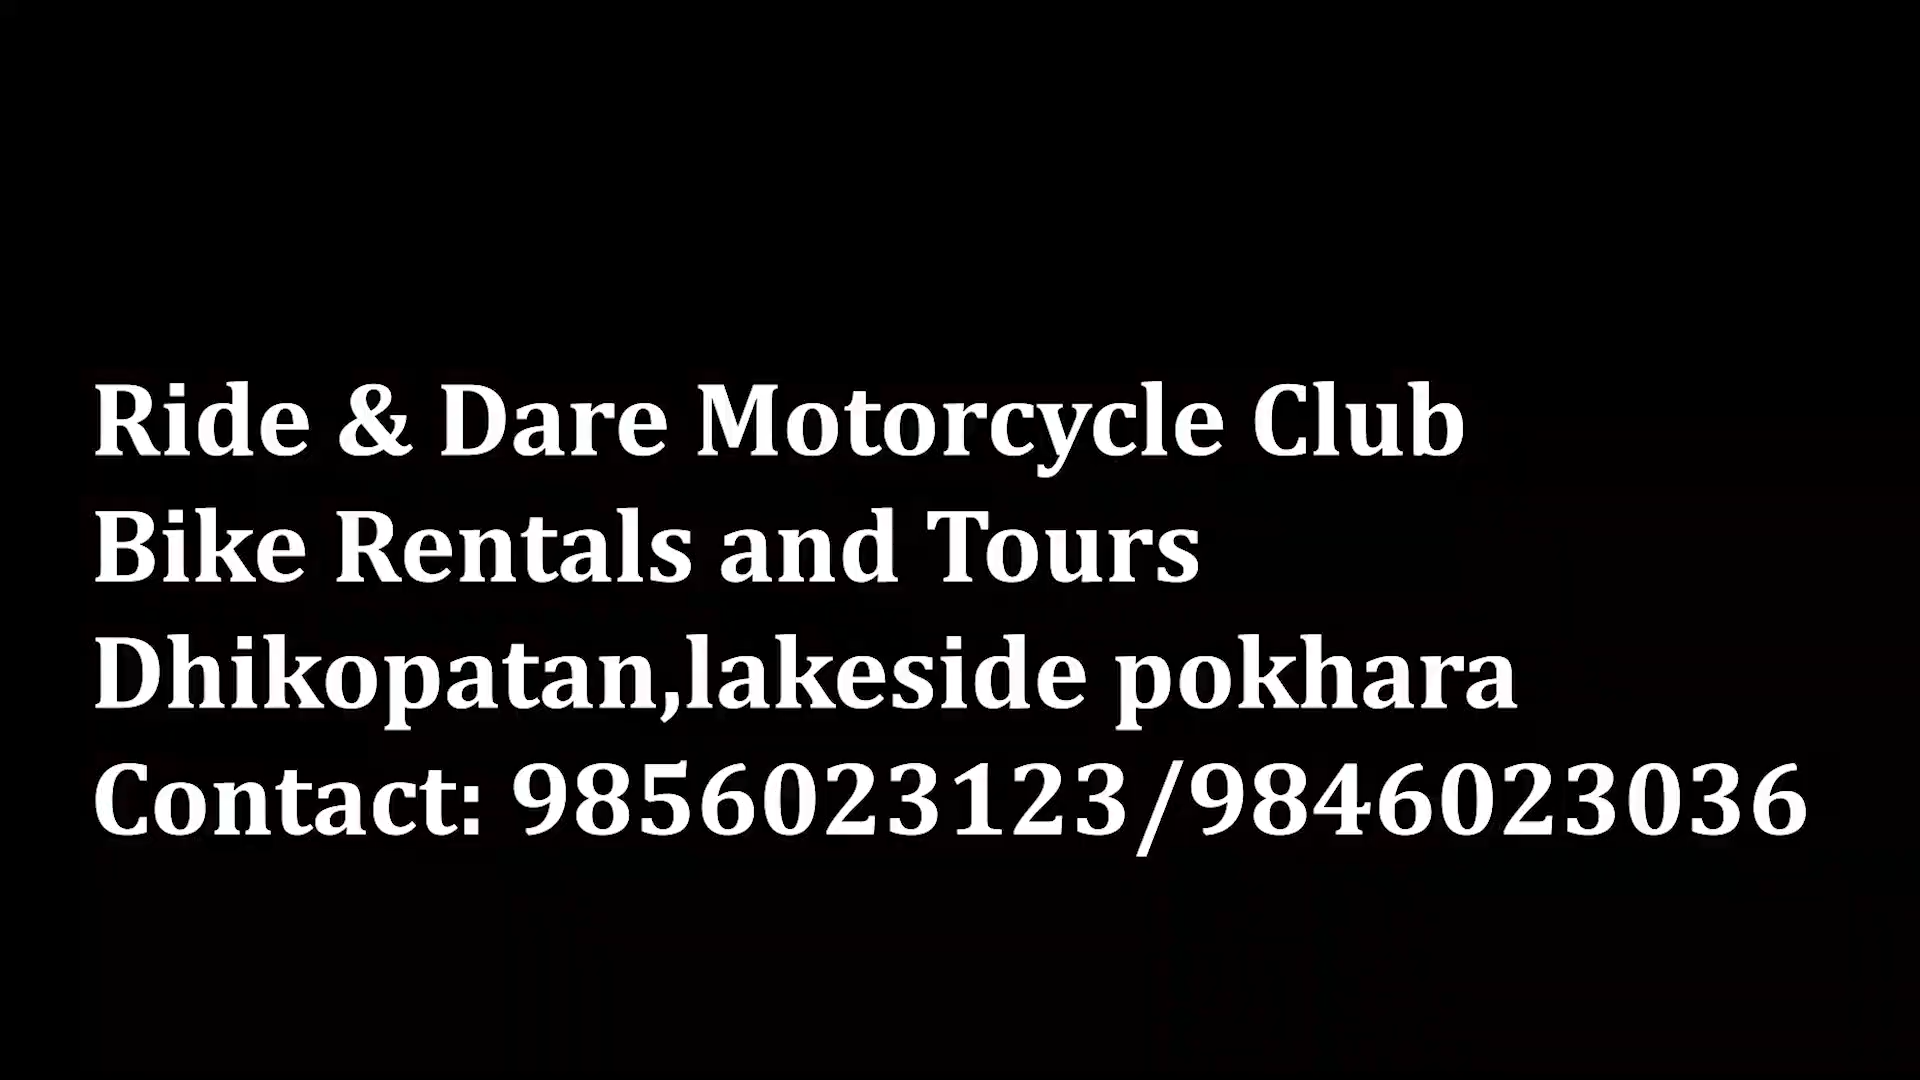 Ride & Dare Motorcycle Club
Bike Rentals and Tours
Dhikopatan,lakeside pokhara
Contact: 9856023123/9846023036